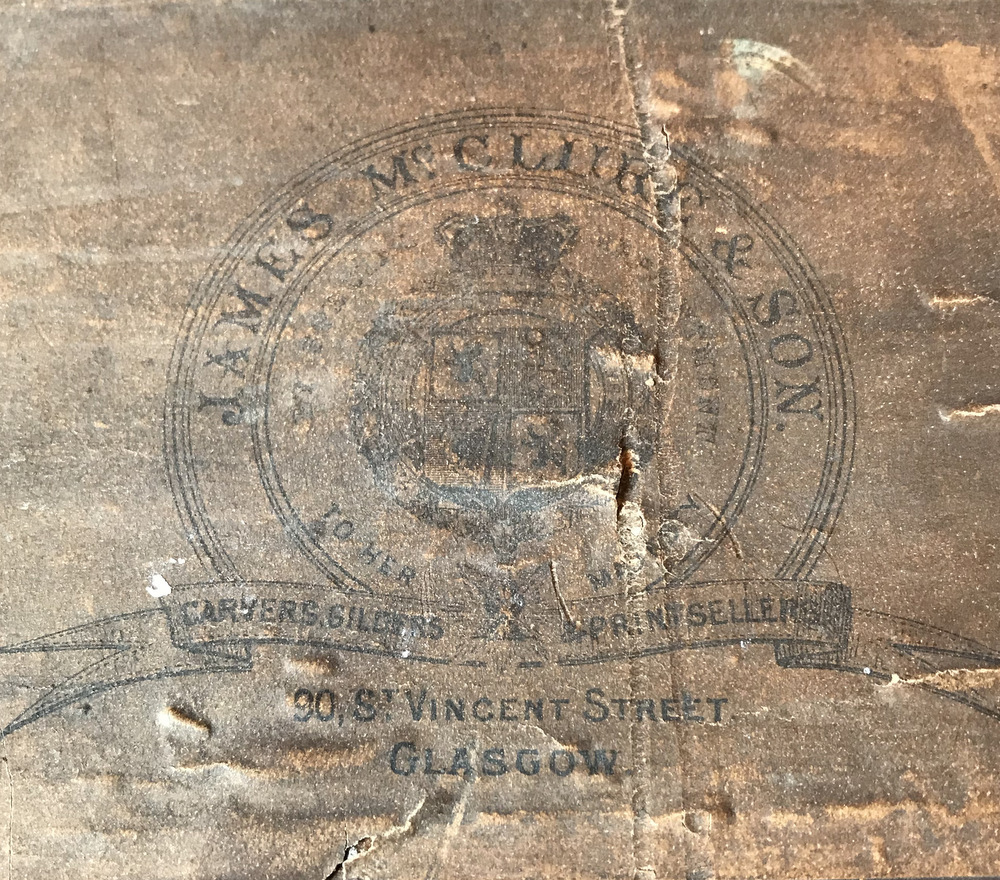 JAMES McCLURE & SON.
TO HER
CARVERS, GILDERS & PRINTSELLERS
90, ST VINCENT STREET
GLASGOW